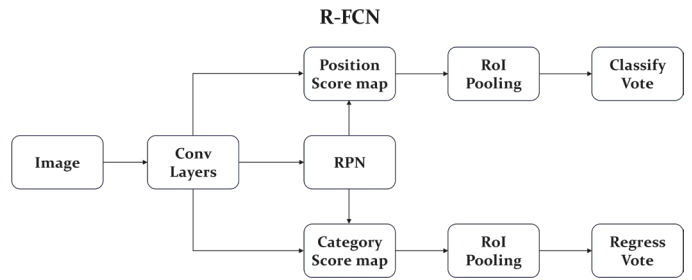 R-FCN
Position
Score map
RoI
Pooling
Classify
Vote
Image
Conv
Layers
RPN
Category
Score map
RoI
Pooling
Regress
Vote